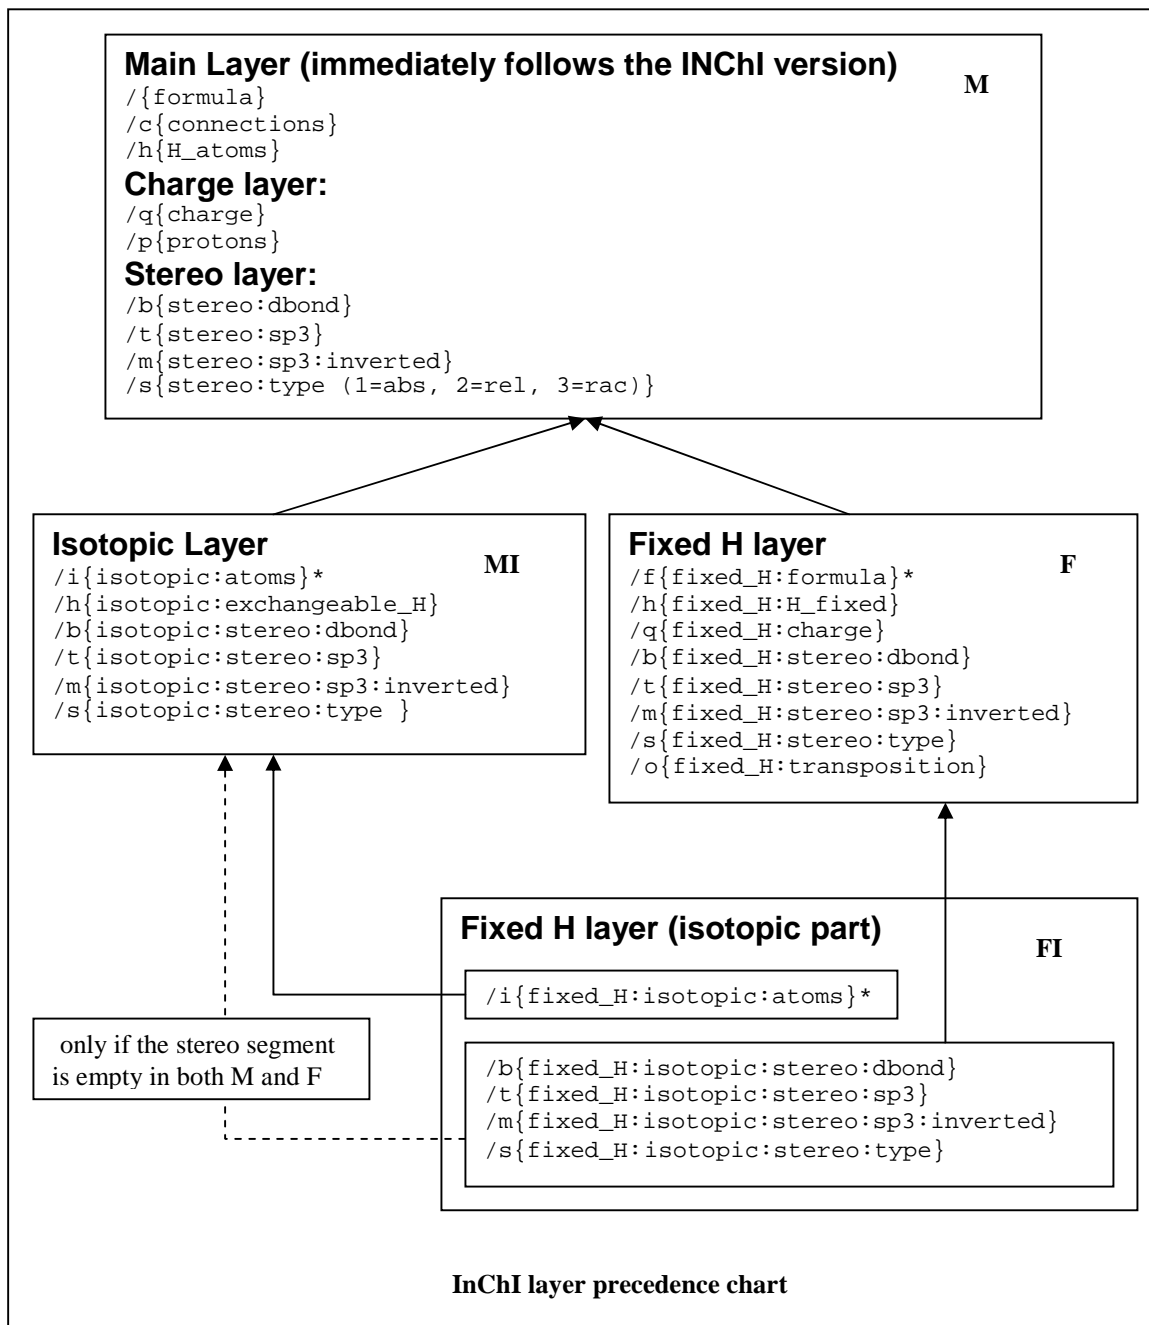 Main Layer (immediately follows the INChI version)
M
/{formula}
/c{connections}
/h{H_atoms}
Charge layer:
/q{charge}
/p{protons}
Stereo layer:
/b{stereo:dbond}
/t{stereo:sp3}
/m{stereo:sp3:inverted}
/s{stereo:type (1=abs, 2=rel, 3=rac)}
Isotopic Layer
MI
/i{isotopic:atoms}*
/h{isotopic:exchangeable_H}
/b{isotopic:stereo:dbond}
/t{isotopic:stereo:sp3}
/m{isotopic:stereo:sp3:inverted}
/s{isotopic:stereo:type }
Fixed H layer
F
/f{fixed_H:formula}*
/h{fixed_H:H_fixed}
/q{fixed_H:charge}
/b{fixed_H:stereo:dbond}
/t{fixed_H:stereo:sp3}
/m{fixed_H:stereo:sp3:inverted}
/s{fixed_H:stereo:type}
/o{fixed_H:transposition}
Fixed H layer (isotopic part)
FI
/i{fixed_H:isotopic:atoms}*
only if the stereo segment
is empty in both M and F
/b{fixed_H:isotopic:stereo:dbond}
/t{fixed_H:isotopic:stereo:sp3}
/m{fixed_H:isotopic:stereo:sp3:inverted}
/s{fixed_H:isotopic:stereo:type}
InChI layer precedence chart